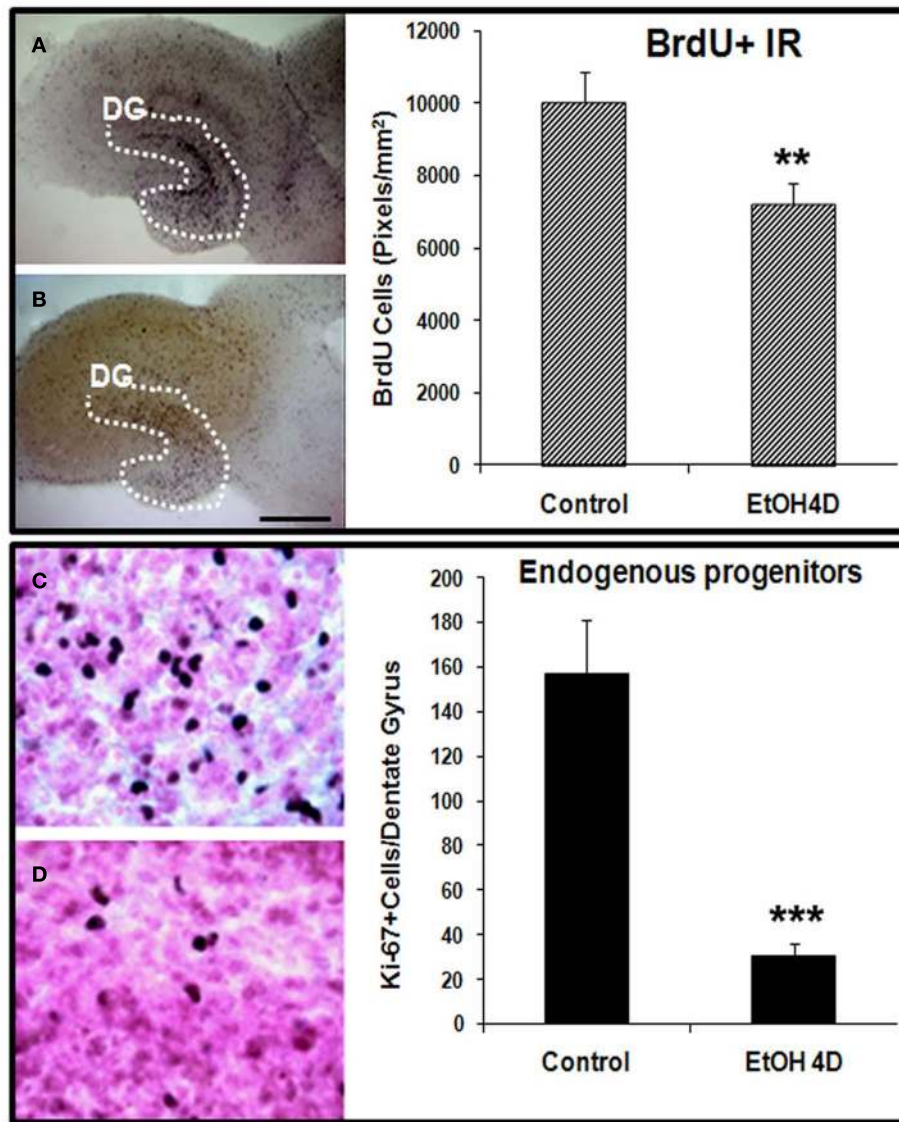 A
DG
B
DG
BrdU+ IR
BrdU Cells (Pixels/mm²)
12000
10000
8000
6000
4000
2000
0
**
Control
EtOH4D
C
D
Endogenous progenitors
Ki-67+Cells/Dentate Gyrus
200
180
160
140
120
100
80
60
40
20
0
***
Control
EtOH 4D